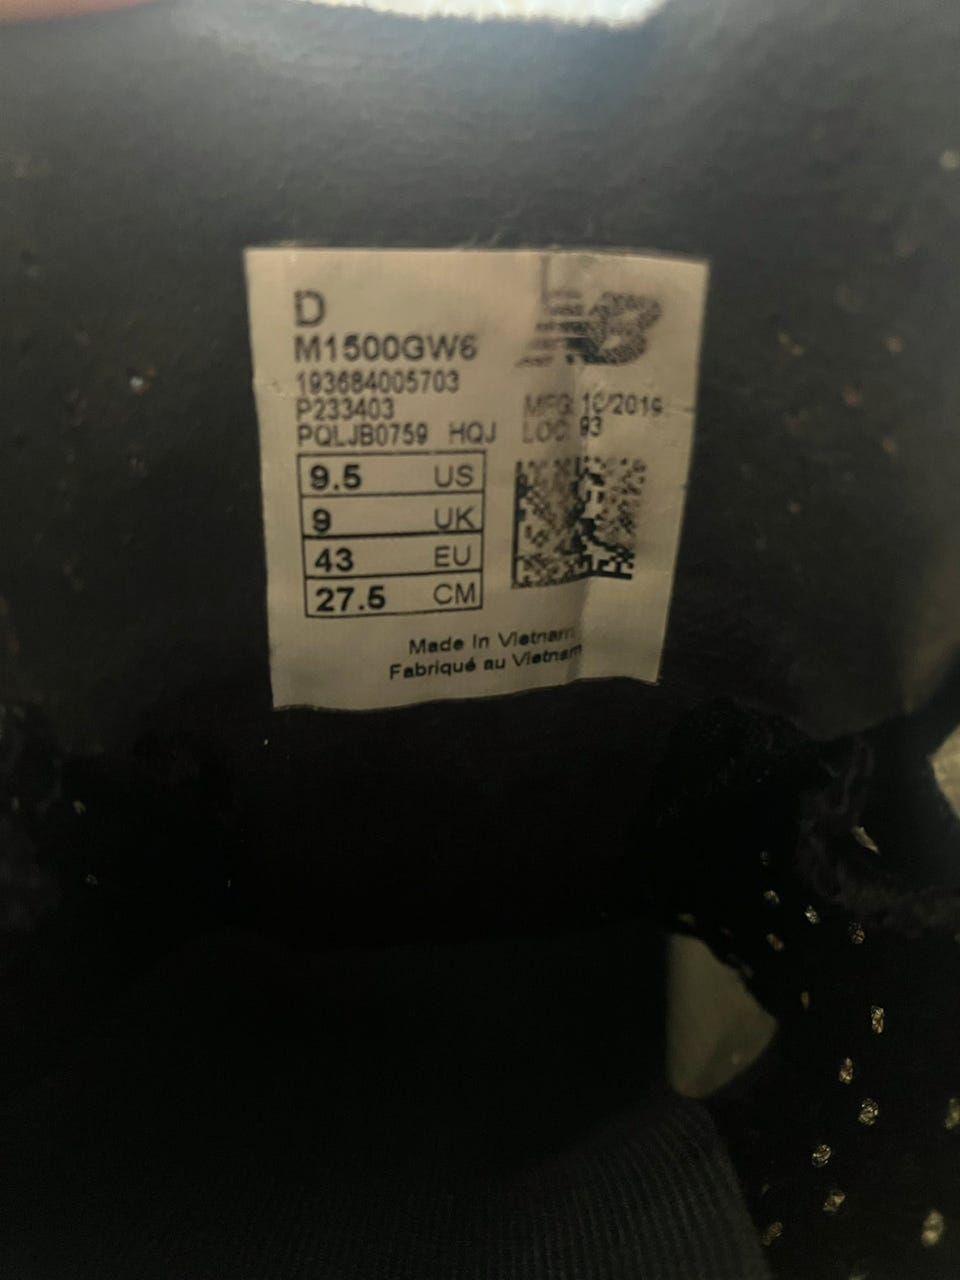 D
M1500GW6
193684005703
P233403
PQLJB0759 HQJ
NB
MFG: 10/2019
LOC: 93
9.5 US
9 UK
43 EU
27.5 CM
Made In Vietnam
Fabriqué au Vietnam